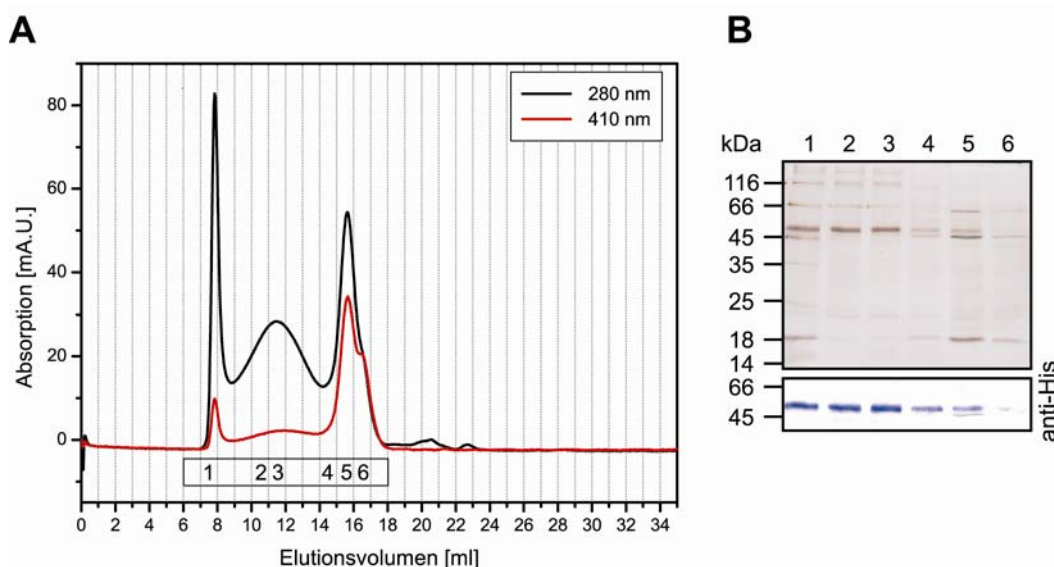 A
B
80
60
40
20
0
Absorption [mA.U.]
280 nm
410 nm
1 2 3 4 5 6
0 2 4 6 8 10 12 14 16 18 20 22 24 26 28 30 32 34
Elutionsvolumen [ml]
kDa 1 2 3 4 5 6
116
66
45
35
25
18
14
66
45
anti-His